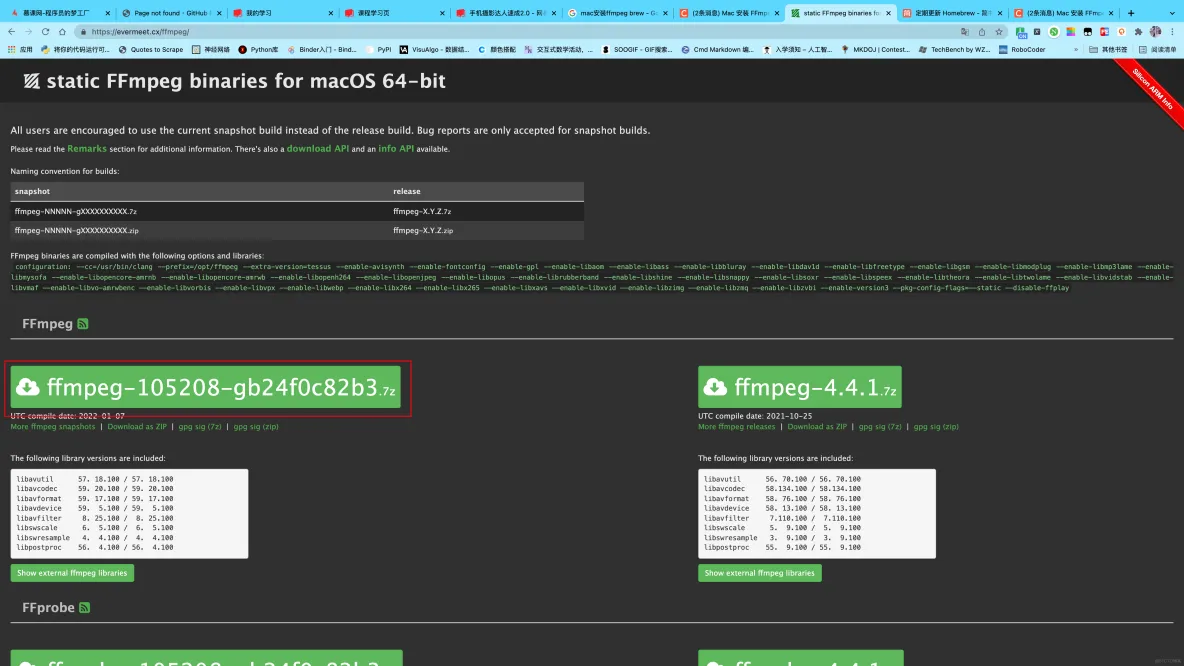 慕课网-程序员的梦工厂
Page not found · GitHub
我的学习
课程学习页
手机摄影达人速成2.0 - 网
mac安装ffmpeg brew - Go
(2条消息) Mac 安装 FFmp
static FFmpeg binaries for
定期更新 Homebrew - 简
(2条消息) Mac 安装 FFmp
https://evermeet.cx/ffmpeg/
应用
将你的代码运行可...
Quotes to Scrape
神经网络
Python库
Binder入门 - Bind...
PyPI
VisuAlgo - 数据结...
颜色搭配
交互式数学活动, ...
SOOGIF - GIF搜索...
Cmd Markdown 编...
入学须知 – 人工智...
MKDOJ | Contest...
TechBench by WZ...
RoboCoder
»
其他书签
阅读清单
static FFmpeg binaries for macOS 64-bit
Silicon ARM Info
All users are encouraged to use the current snapshot build instead of the release build. Bug reports are only accepted for snapshot builds.
Please read the Remarks section for additional information. There's also a download API and an info API available.
Naming convention for builds:
snapshot release
ffmpeg-NNNNN-gXXXXXXXXXX.7z ffmpeg-X.Y.Z.7z
ffmpeg-NNNNN-gXXXXXXXXXX.zip ffmpeg-X.Y.Z.zip
FFmpeg binaries are compiled with the following options and libraries:
configuration: --cc=/usr/bin/clang --prefix=/opt/ffmpeg --extra-version=tessus --enable-avisynth --enable-fontconfig --enable-gpl --enable-libaom --enable-libass --enable-libbluray --enable-libdav1d --enable-libfreetype --enable-libgsm --enable-libmodplug --enable-libmp3lame --enable-
libmysofa --enable-libopencore-amrnb --enable-libopencore-amrwb --enable-libopenh264 --enable-libopenjpeg --enable-libopus --enable-librubberband --enable-libshine --enable-libsnappy --enable-libsoxr --enable-libspeex --enable-libtheora --enable-libtwolame --enable-libvidstab --enable-
libvmaf --enable-libvo-amrwbenc --enable-libvorbis --enable-libvpx --enable-libwebp --enable-libx264 --enable-libx265 --enable-libxavs --enable-libxvid --enable-libzimg --enable-libzmq --enable-libzvbi --enable-version3 --pkg-config-flags=--static --disable-ffplay
FFmpeg
ffmpeg-105208-gb24f0c82b3.7z
UTC compile date: 2022-01-07
More ffmpeg snapshots | Download as ZIP | gpg sig (7z) | gpg sig (zip)
The following library versions are included:
libavutil 57. 18.100 / 57. 18.100
libavcodec 59. 20.100 / 59. 20.100
libavformat 59. 17.100 / 59. 17.100
libavdevice 59. 5.100 / 59. 5.100
libavfilter 8. 25.100 / 8. 25.100
libswscale 6. 5.100 / 6. 5.100
libswresample 4. 4.100 / 4. 4.100
libpostproc 56. 4.100 / 56. 4.100
Show external ffmpeg libraries
ffmpeg-4.4.1.7z
UTC compile date: 2021-10-25
More ffmpeg releases | Download as ZIP | gpg sig (7z) | gpg sig (zip)
The following library versions are included:
libavutil 56. 70.100 / 56. 70.100
libavcodec 58.134.100 / 58.134.100
libavformat 58. 76.100 / 58. 76.100
libavdevice 58. 13.100 / 58. 13.100
libavfilter 7.110.100 / 7.110.100
libswscale 5. 9.100 / 5. 9.100
libswresample 3. 9.100 / 3. 9.100
libpostproc 55. 9.100 / 55. 9.100
Show external ffmpeg libraries
FFprobe